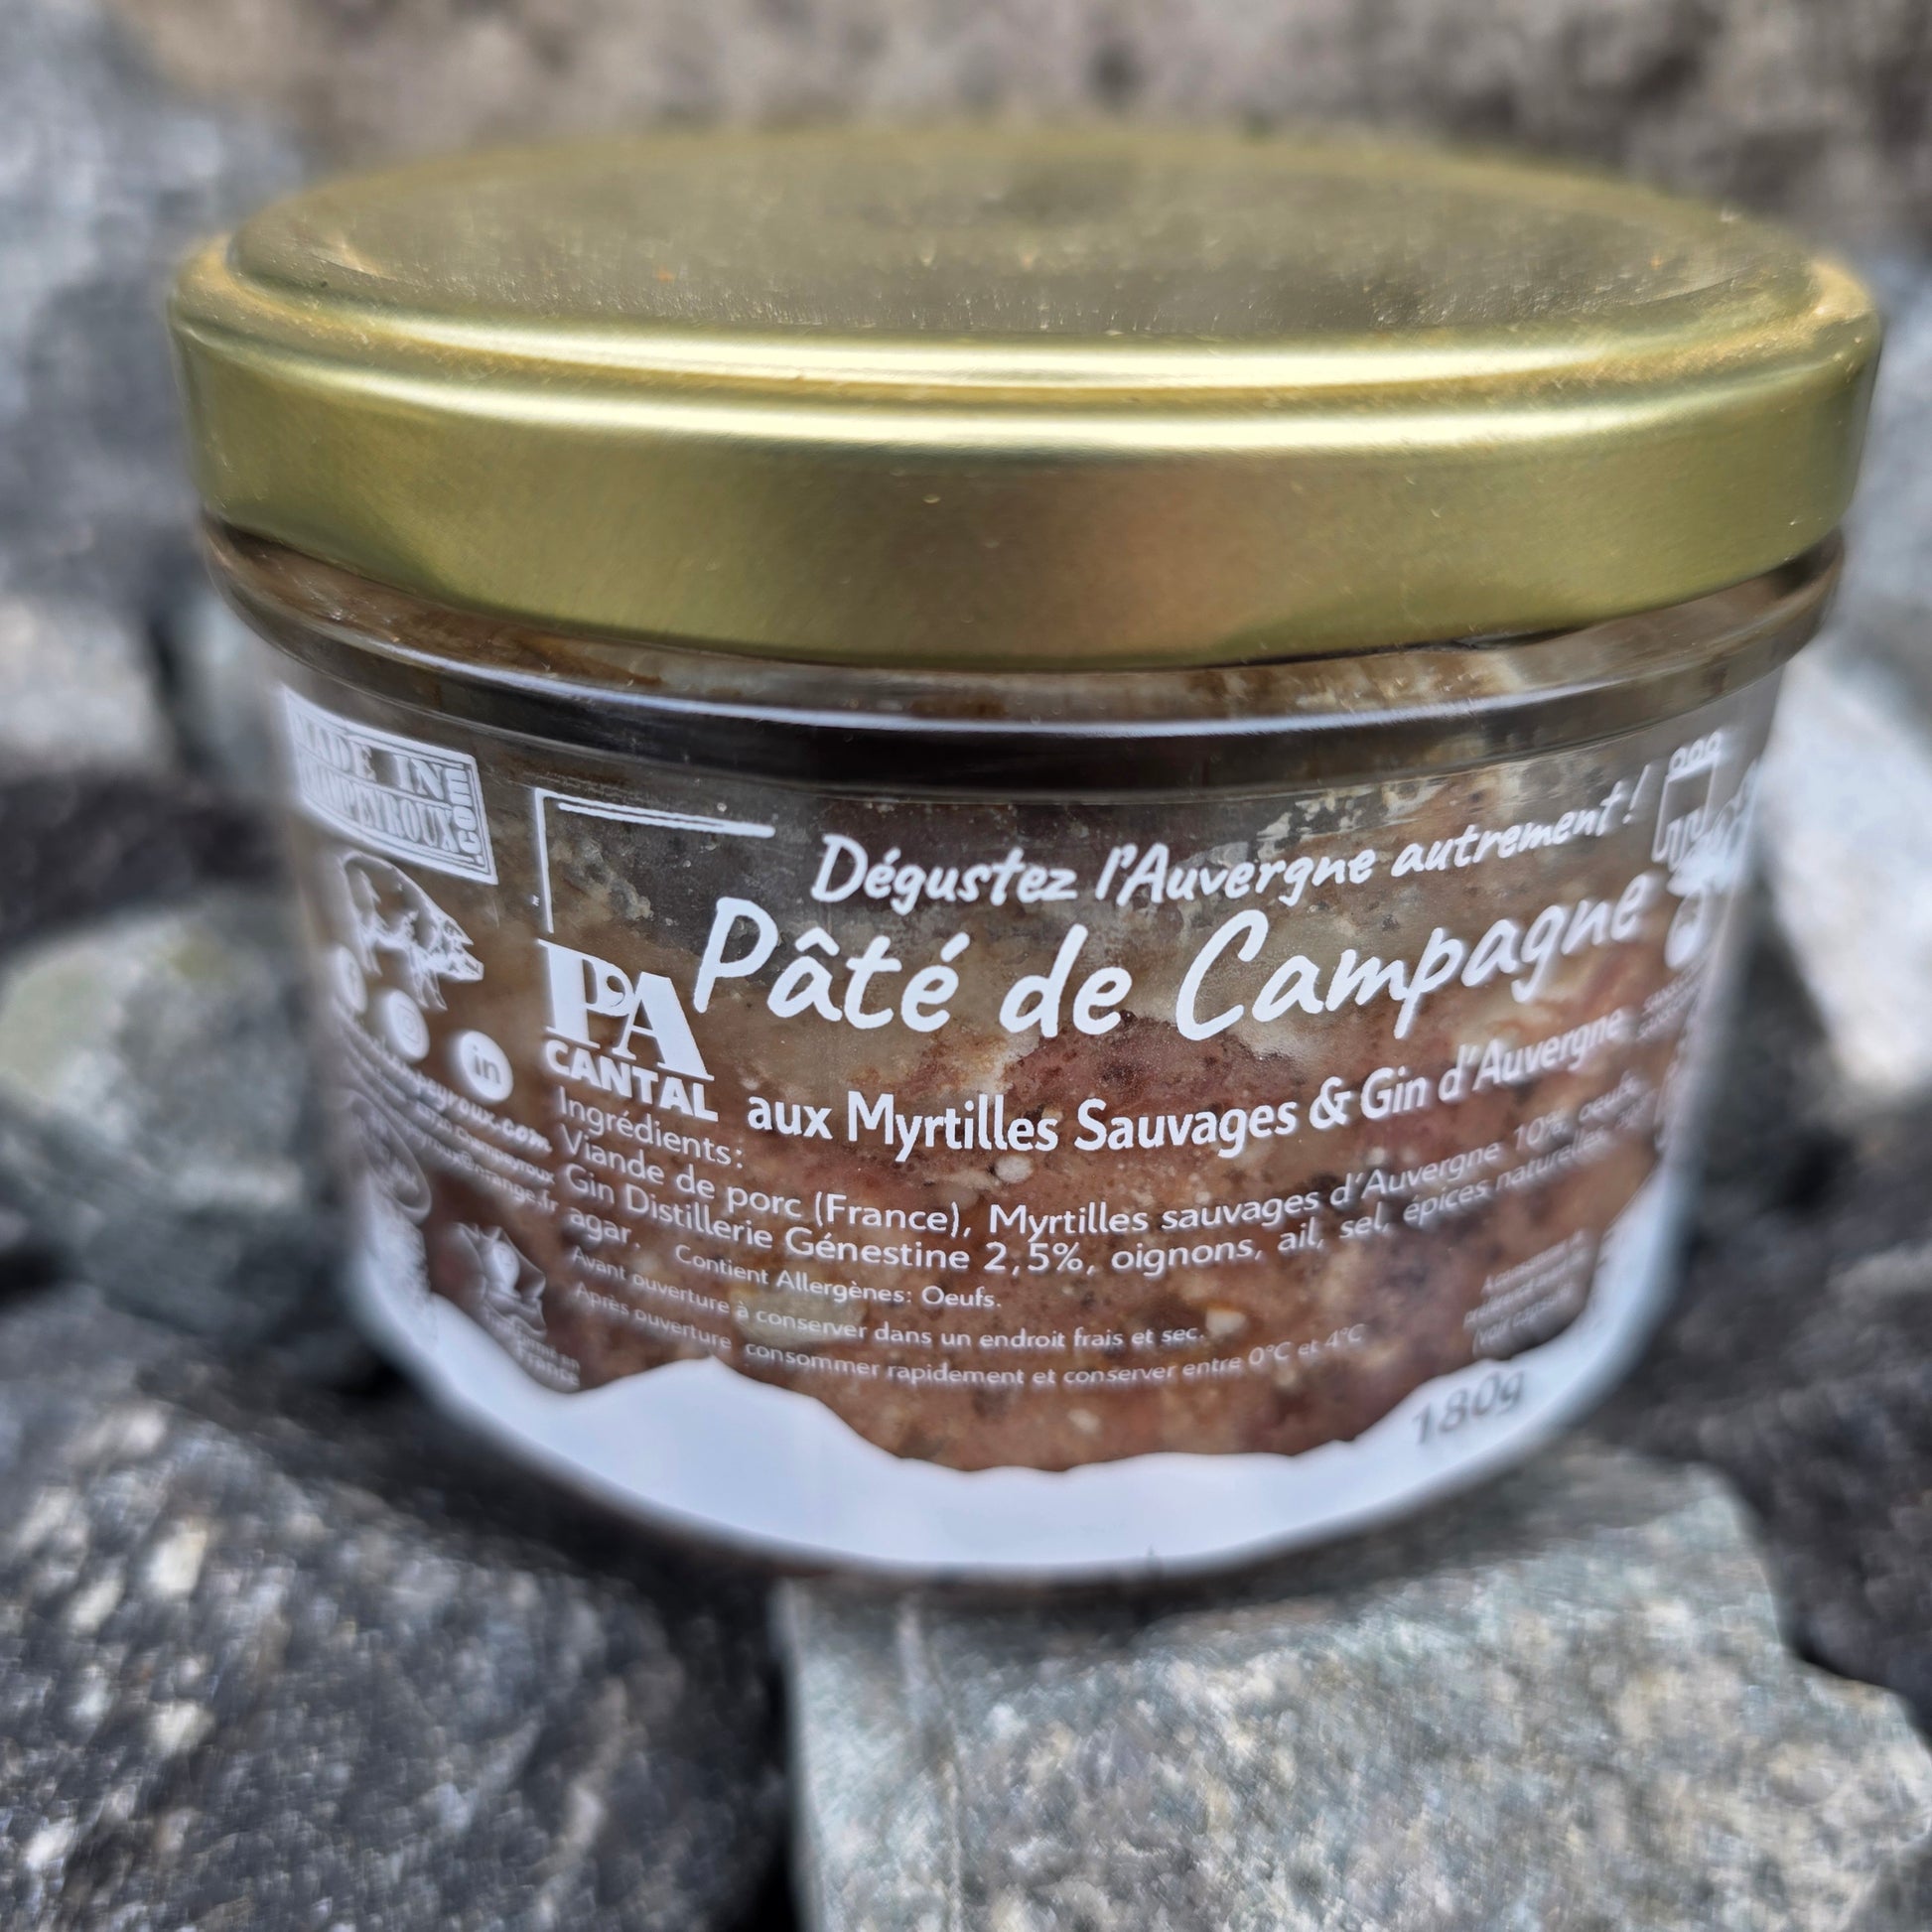 MADE IN
.com
Dégustez l'Auvergne autrement !
Pâté de Campagne
PA
CANTAL
aux Myrtilles Sauvages & Gin d'Auvergne
in
Ingrédients:
Viande de porc (France), Myrtilles sauvages d'Auvergne 10%, oeufs,
Gin Distillerie Génestine 2,5%, oignons, ail, sel, épices naturelles,
agar. Contient Allergènes: Oeufs.
Avant ouverture à conserver dans un endroit frais et sec.
Après ouverture consommer rapidement et conserver entre 0°C et 4°C
180g